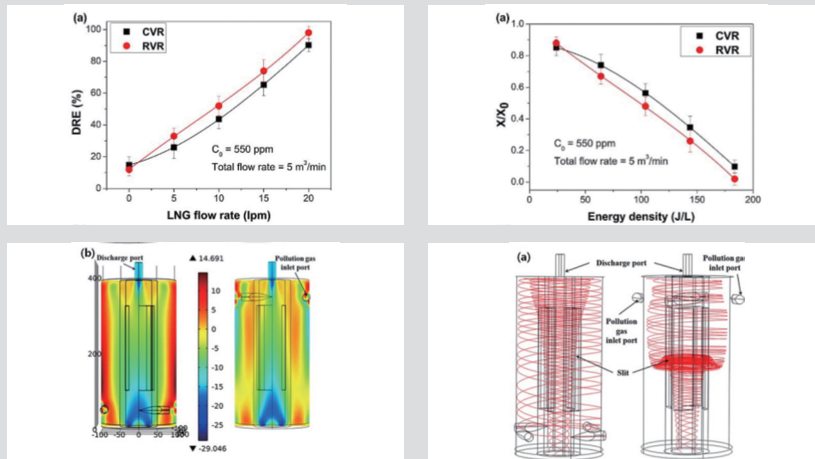 (a)
CVR
RVR
DRE (%)
100
80
60
40
20
0
C0 = 550 ppm
Total flow rate = 5 m3/min
0 5 10 15 20
LNG flow rate (lpm)
(a)
CVR
RVR
X/X0
1.0
0.8
0.6
0.4
0.2
0.0
C0 = 550 ppm
Total flow rate = 5 m3/min
0 50 100 150 200
Energy density (J/L)
(b)
Discharge port
▲ 14.691
Pollution gas
inlet port
400
200
0
10
5
0
-5
-10
-15
-20
-25
-100 -50 0 50
▼ -29.046
(a)
Discharge port
Pollution gas
inlet port
Pollution
gas
inlet port
Slit